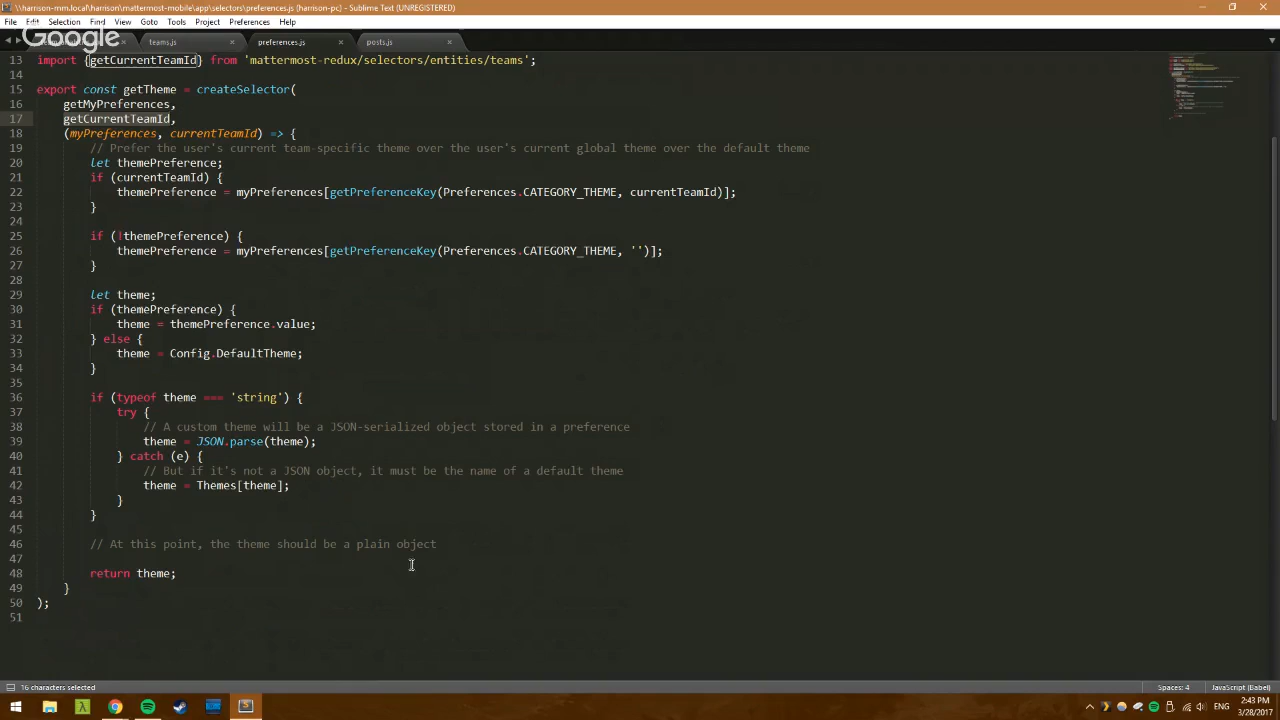 \\harrison-mm.local\harrison\mattermost-mobile\app\selectors\preferences.js (harrison-pc) - Sublime Text (UNREGISTERED)
File Edit Selection Find View Goto Tools Project Preferences Help
Google
teams.js × preferences.js × posts.js ×
13 import {getCurrentTeamId} from 'mattermost-redux/selectors/entities/teams';
14
15 export const getTheme = createSelector(
16 getMyPreferences,
17 getCurrentTeamId,
18 (myPreferences, currentTeamId) => {
19 // Prefer the user's current team-specific theme over the user's current global theme over the default theme
20 let themePreference;
21 if (currentTeamId) {
22 themePreference = myPreferences[getPreferenceKey(Preferences.CATEGORY_THEME, currentTeamId)];
23 }
24
25 if (!themePreference) {
26 themePreference = myPreferences[getPreferenceKey(Preferences.CATEGORY_THEME, '')];
27 }
28
29 let theme;
30 if (themePreference) {
31 theme = themePreference.value;
32 } else {
33 theme = Config.DefaultTheme;
34 }
35
36 if (typeof theme === 'string') {
37 try {
38 // A custom theme will be a JSON-serialized object stored in a preference
39 theme = JSON.parse(theme);
40 } catch (e) {
41 // But if it's not a JSON object, it must be the name of a default theme
42 theme = Themes[theme];
43 }
44 }
45
46 // At this point, the theme should be a plain object
47
48 return theme;
49 }
50 );
51
16 characters selected
Spaces: 4 JavaScript (Babel)
ENG
2:43 PM
3/28/2017